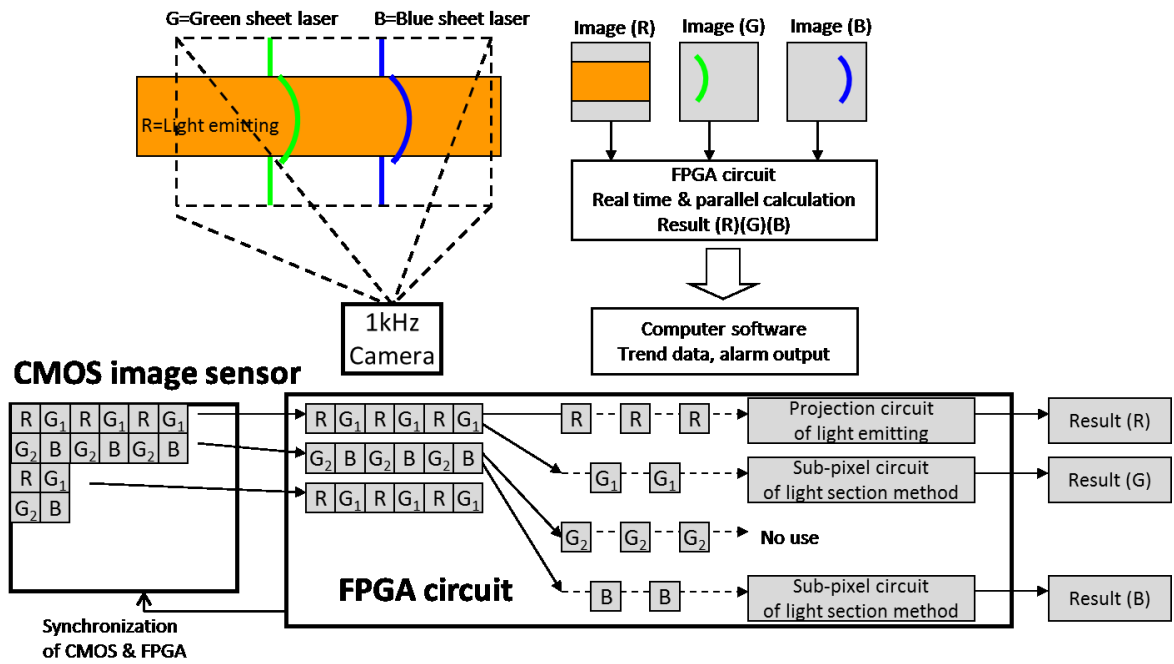 G=Green sheet laser
B=Blue sheet laser
R=Light emitting
1kHz
Camera
Image (R)
Image (G)
Image (B)
FPGA circuit
Real time & parallel calculation
Result (R)(G)(B)
Computer software
Trend data, alarm output
CMOS image sensor
R G₁ R G₁ R G₁
G₂ B G₂ B G₂ B
R G₁
G₂ B
Synchronization
of CMOS & FPGA
R G₁ R G₁ R G₁
G₂ B G₂ B G₂ B
R G₁ R G₁ R G₁
FPGA circuit
R R R
Projection circuit
of light emitting
Result (R)
G₁ G₁
Sub-pixel circuit
of light section method
Result (G)
G₂ G₂ G₂
No use
B B
Sub-pixel circuit
of light section method
Result (B)